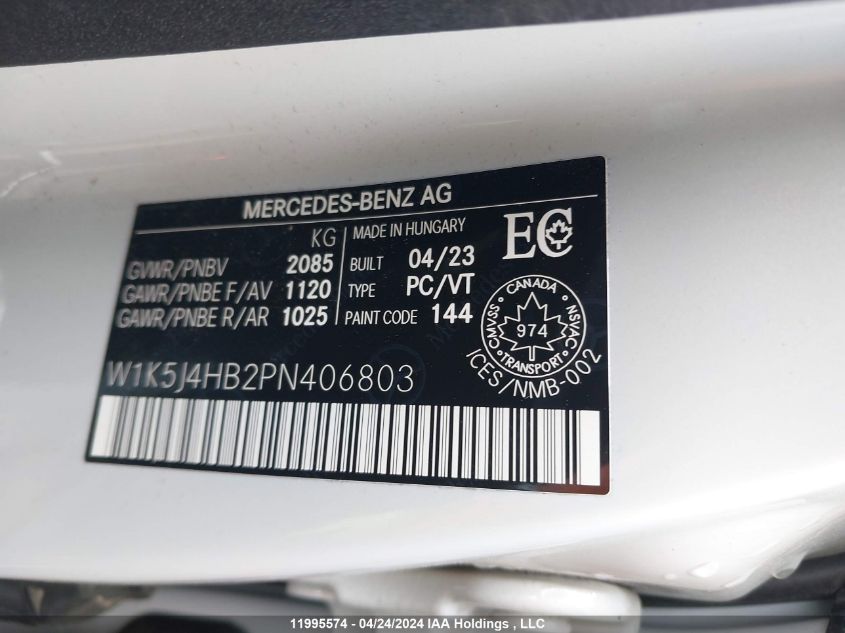 MERCEDES-BENZ AG
KG
GVWR/PNBV 2085
GAWR/PNBE F/AV 1120
GAWR/PNBE R/AR 1025
MADE IN HUNGARY
BUILT 04/23
TYPE PC/VT
PAINT CODE 144
EC
CANADA
CMVSS 974 NSVAC
TRANSPORT
ICES/NMB-002
W1K5J4HB2PN406803
11995574 - 04/24/2024 IAA Holdings , LLC